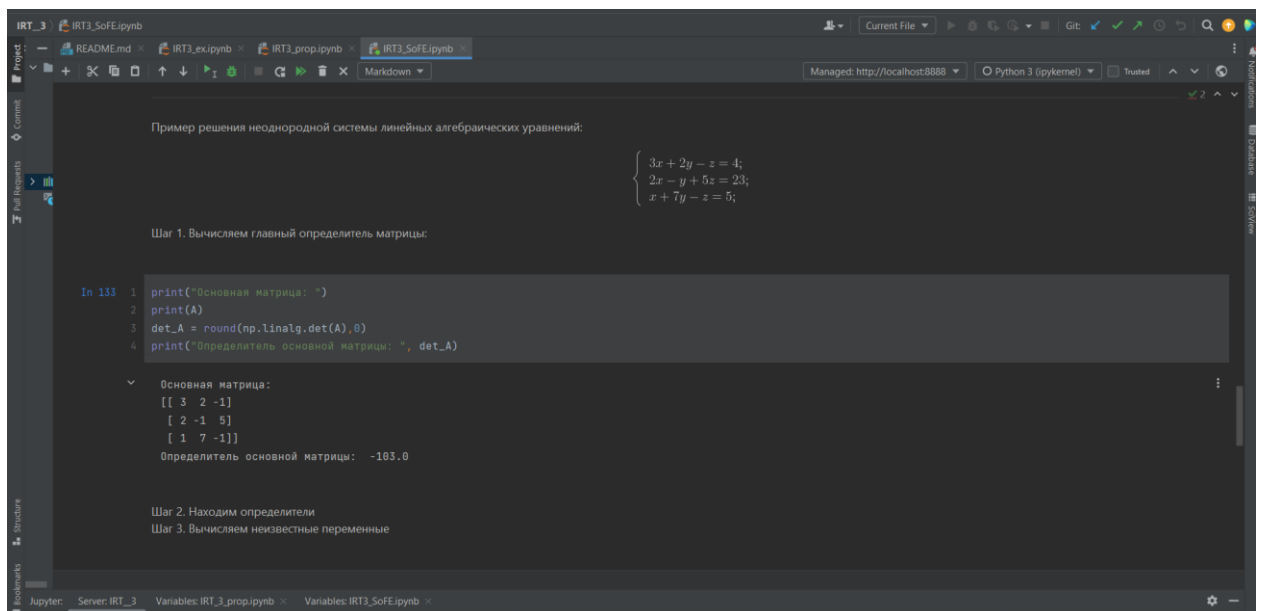 IRT_3 IRT3_SoFE.ipynb
Current File
Git:
README.md IRT3_ex.ipynb IRT3_prop.ipynb IRT3_SoFE.ipynb
Markdown
Managed: http://localhost:8888
Python 3 (ipykernel)
Trusted
2
Project
Commit
Pull Requests
Structure
Bookmarks
Notifications
Database
SciView
Пример решения неоднородной системы линейных алгебраических уравнений:
3x + 2y − z = 4;
2x − y + 5z = 23;
x + 7y − z = 5;
Шаг 1. Вычисляем главный определитель матрицы:
In 133
1 print("Основная матрица: ")
2 print(A)
3 det_A = round(np.linalg.det(A),0)
4 print("Определитель основной матрицы: ", det_A)
Основная матрица:
[[ 3 2 -1]
[ 2 -1 5]
[ 1 7 -1]]
Определитель основной матрицы: -103.0
Шаг 2. Находим определители
Шаг 3. Вычисляем неизвестные переменные
Jupyter: Server: IRT_3 Variables: IRT_3_prop.ipynb Variables: IRT3_SoFE.ipynb